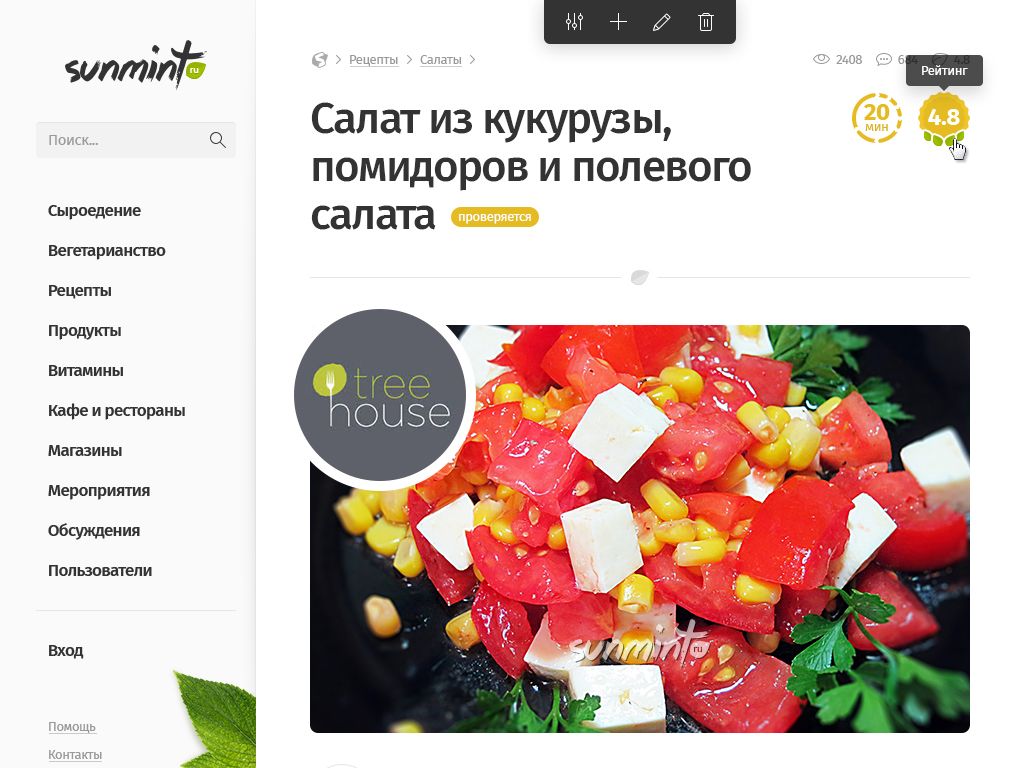 sunmint ru
Поиск...
Сыроедение
Вегетарианство
Рецепты
Продукты
Витамины
Кафе и рестораны
Магазины
Мероприятия
Обсуждения
Пользователи
Вход
Помощь
Контакты
Рецепты
Салаты
2408
684
4.8
Рейтинг
20
МИН
4.8
Салат из кукурузы,
помидоров и полевого
салата проверяется
tree
house
sunmint ru